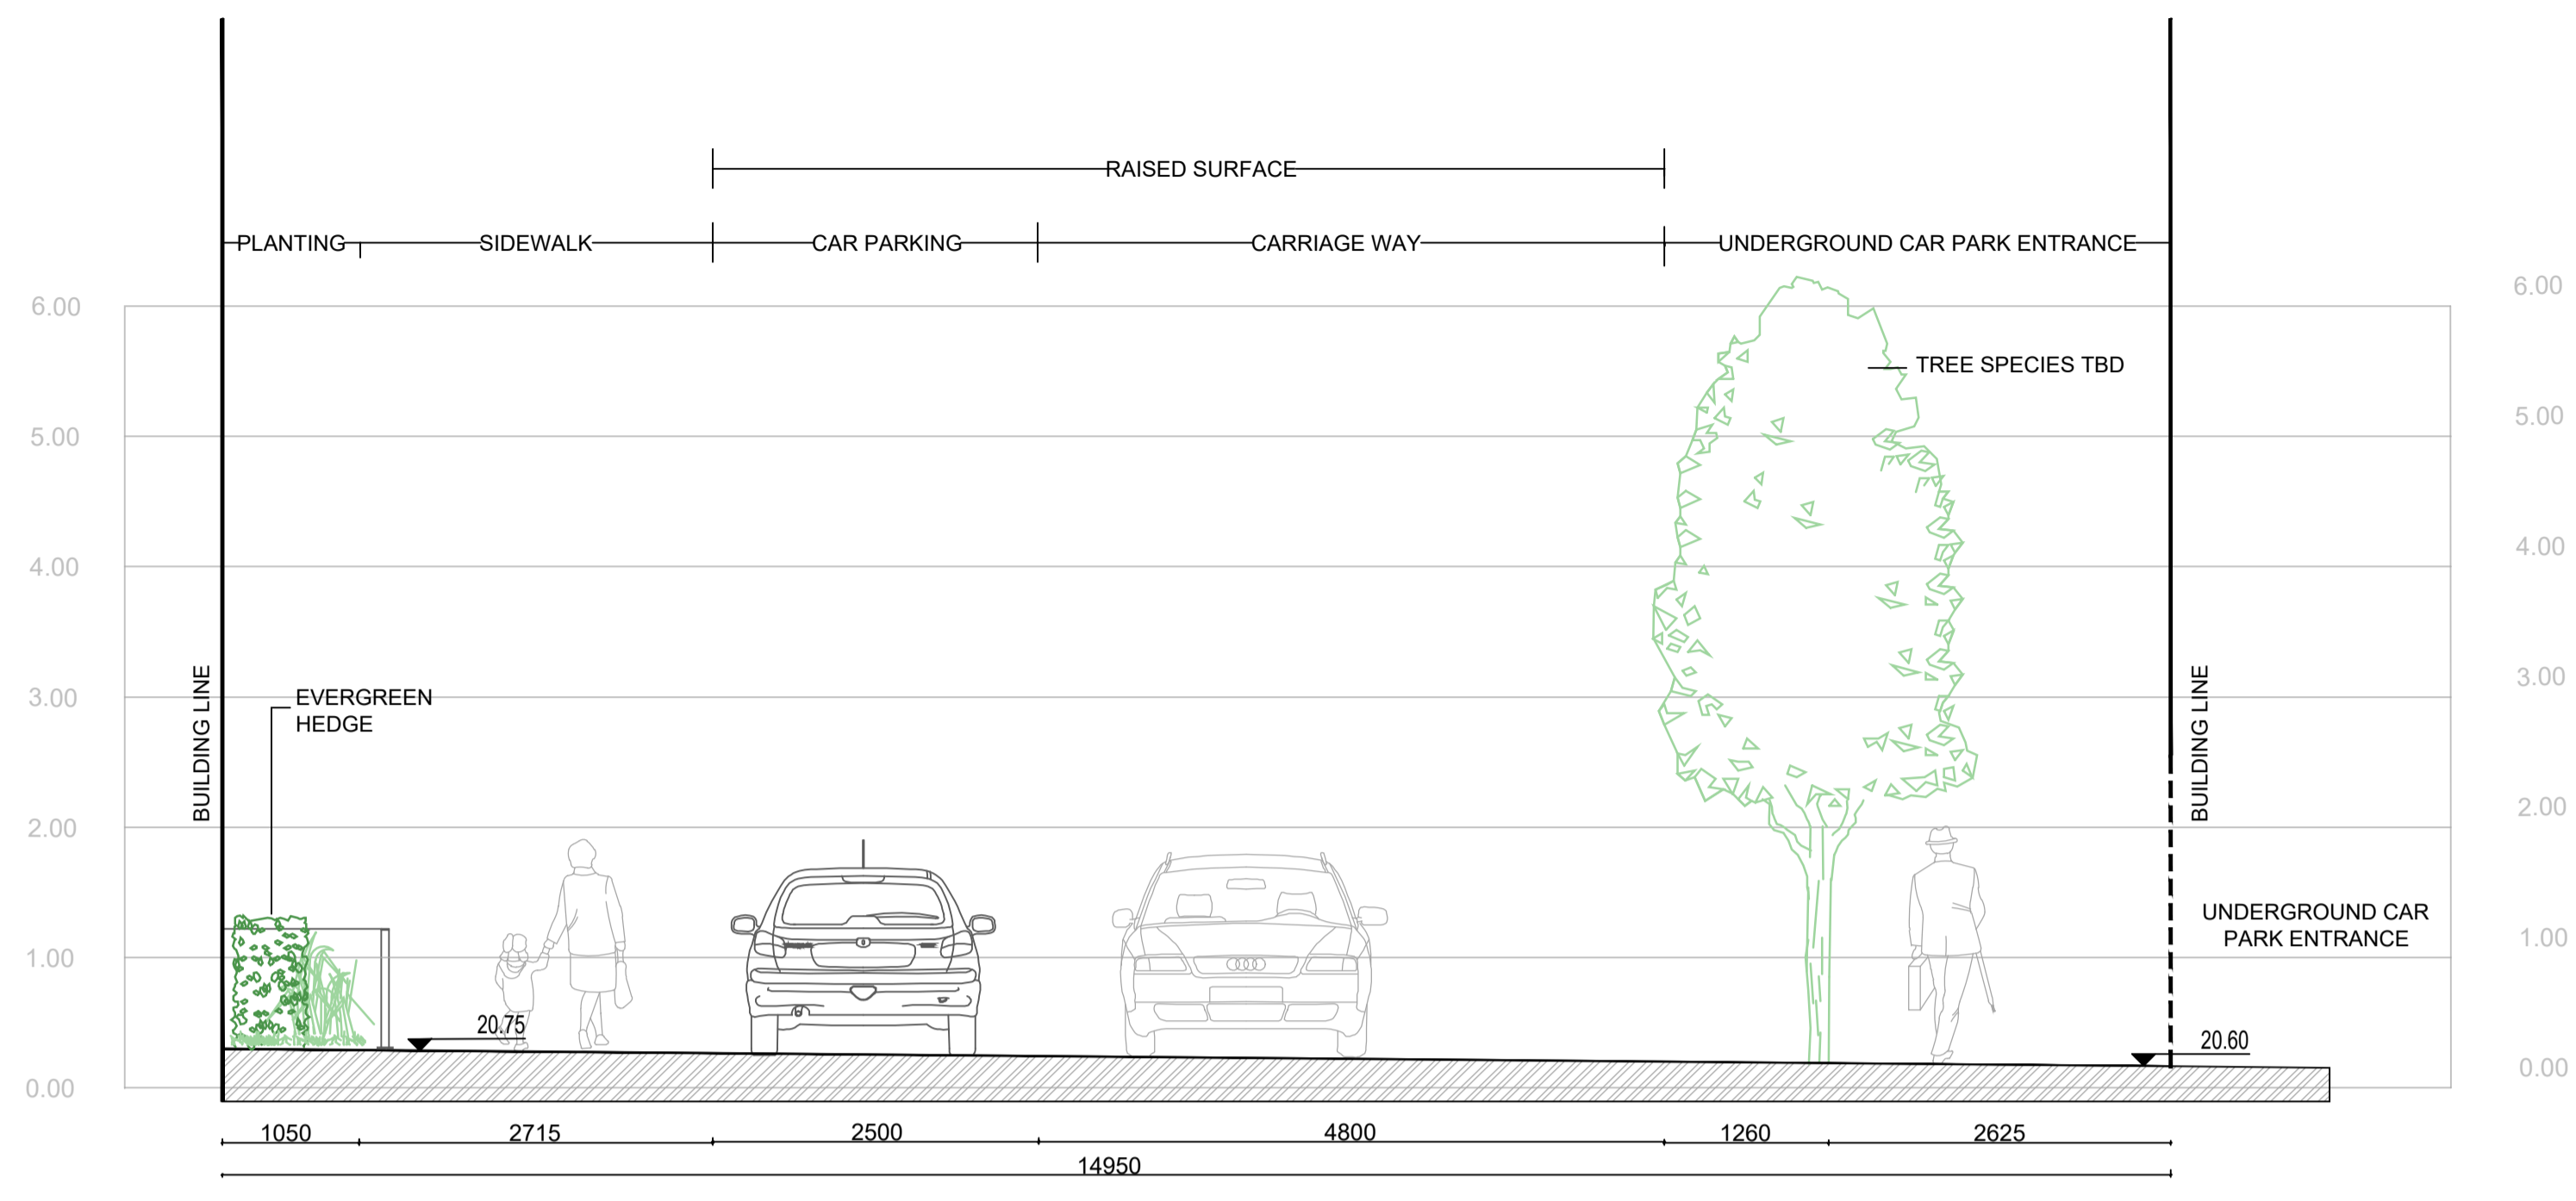 RAISED SURFACE
PLANTING
SIDEWALK
CAR PARKING
CARRIAGE WAY
UNDERGROUND CAR PARK ENTRANCE
6.00
6.00
TREE SPECIES TBD
5.00
5.00
4.00
4.00
3.00
3.00
EVERGREEN
HEDGE
BUILDING LINE
BUILDING LINE
2.00
2.00
UNDERGROUND CAR
PARK ENTRANCE
1.00
1.00
20.75
20.60
0.00
0.00
1050
2715
2500
4800
1260
2625
14950